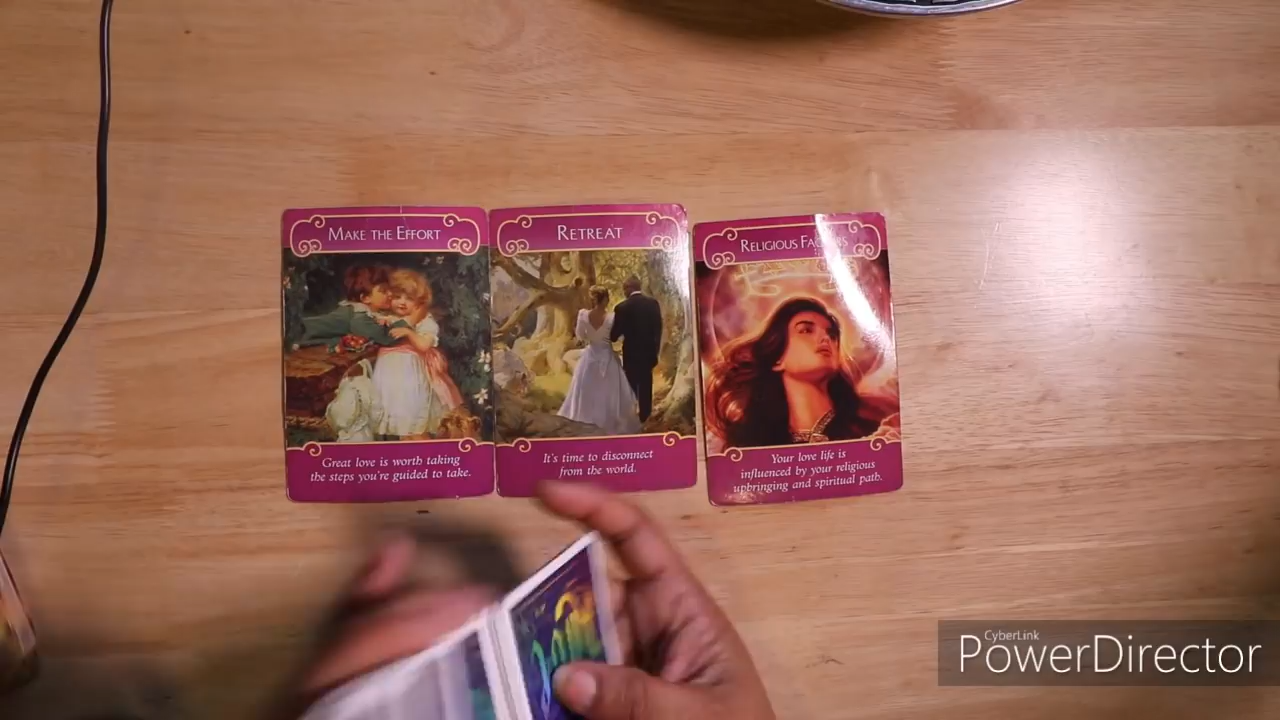 Make the Effort
Retreat
Religious Factors
Great love is worth taking
the steps you're guided to take.
It's time to disconnect
from the world.
Your love life is
influenced by your religious
upbringing and spiritual path.
CyberLink
PowerDirector